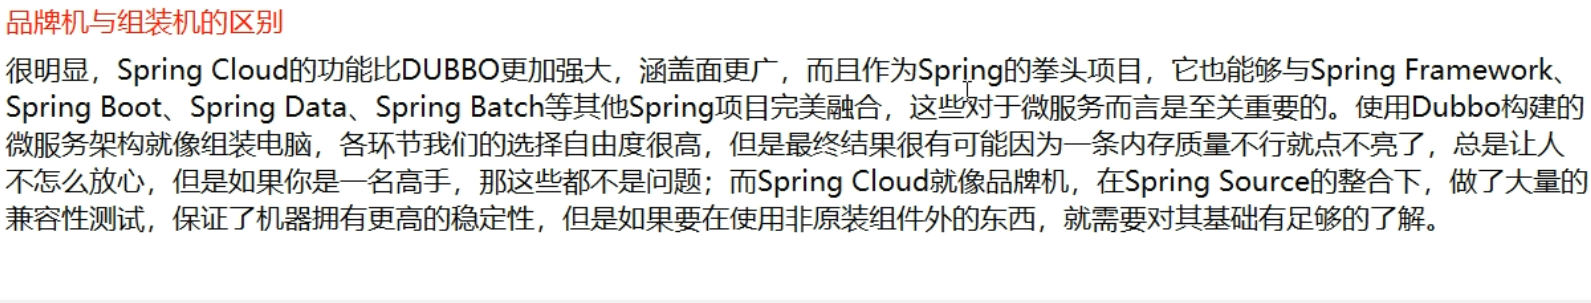 品牌机与组装机的区别
很明显，Spring Cloud的功能比DUBBO更加强大，涵盖面更广，而且作为Spring的拳头项目，它也能够与Spring Framework、
Spring Boot、Spring Data、Spring Batch等其他Spring项目完美融合，这些对于微服务而言是至关重要的。使用Dubbo构建的
微服务架构就像组装电脑，各环节我们的选择自由度很高，但是最终结果很有可能因为一条内存质量不行就点不亮了，总是让人
不怎么放心，但是如果你是一名高手，那这些都不是问题；而Spring Cloud就像品牌机，在Spring Source的整合下，做了大量的
兼容性测试，保证了机器拥有更高的稳定性，但是如果要在使用非原装组件外的东西，就需要对其基础有足够的了解。